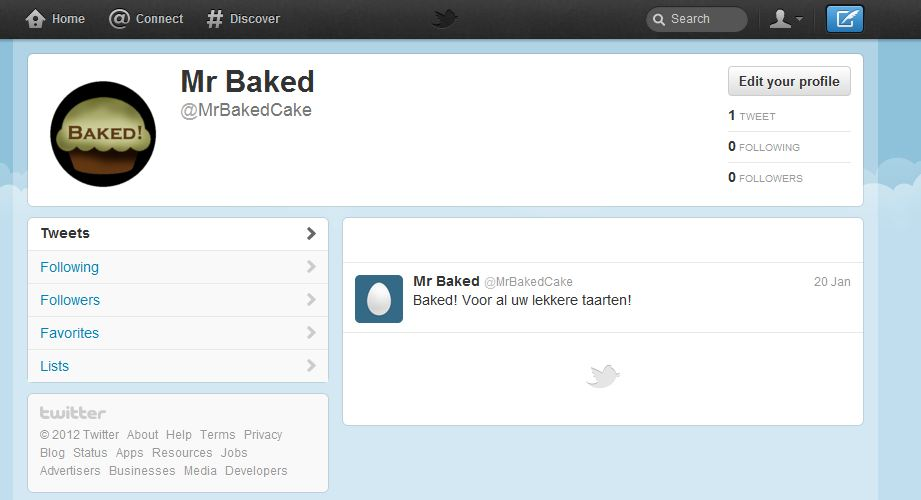 Home Connect Discover Search
BAKED!
Mr Baked
@MrBakedCake
Edit your profile
1 TWEET
0 FOLLOWING
0 FOLLOWERS
Tweets
Following
Followers
Favorites
Lists
twitter
© 2012 Twitter About Help Terms Privacy
Blog Status Apps Resources Jobs
Advertisers Businesses Media Developers
Mr Baked @MrBakedCake 20 Jan
Baked! Voor al uw lekkere taarten!